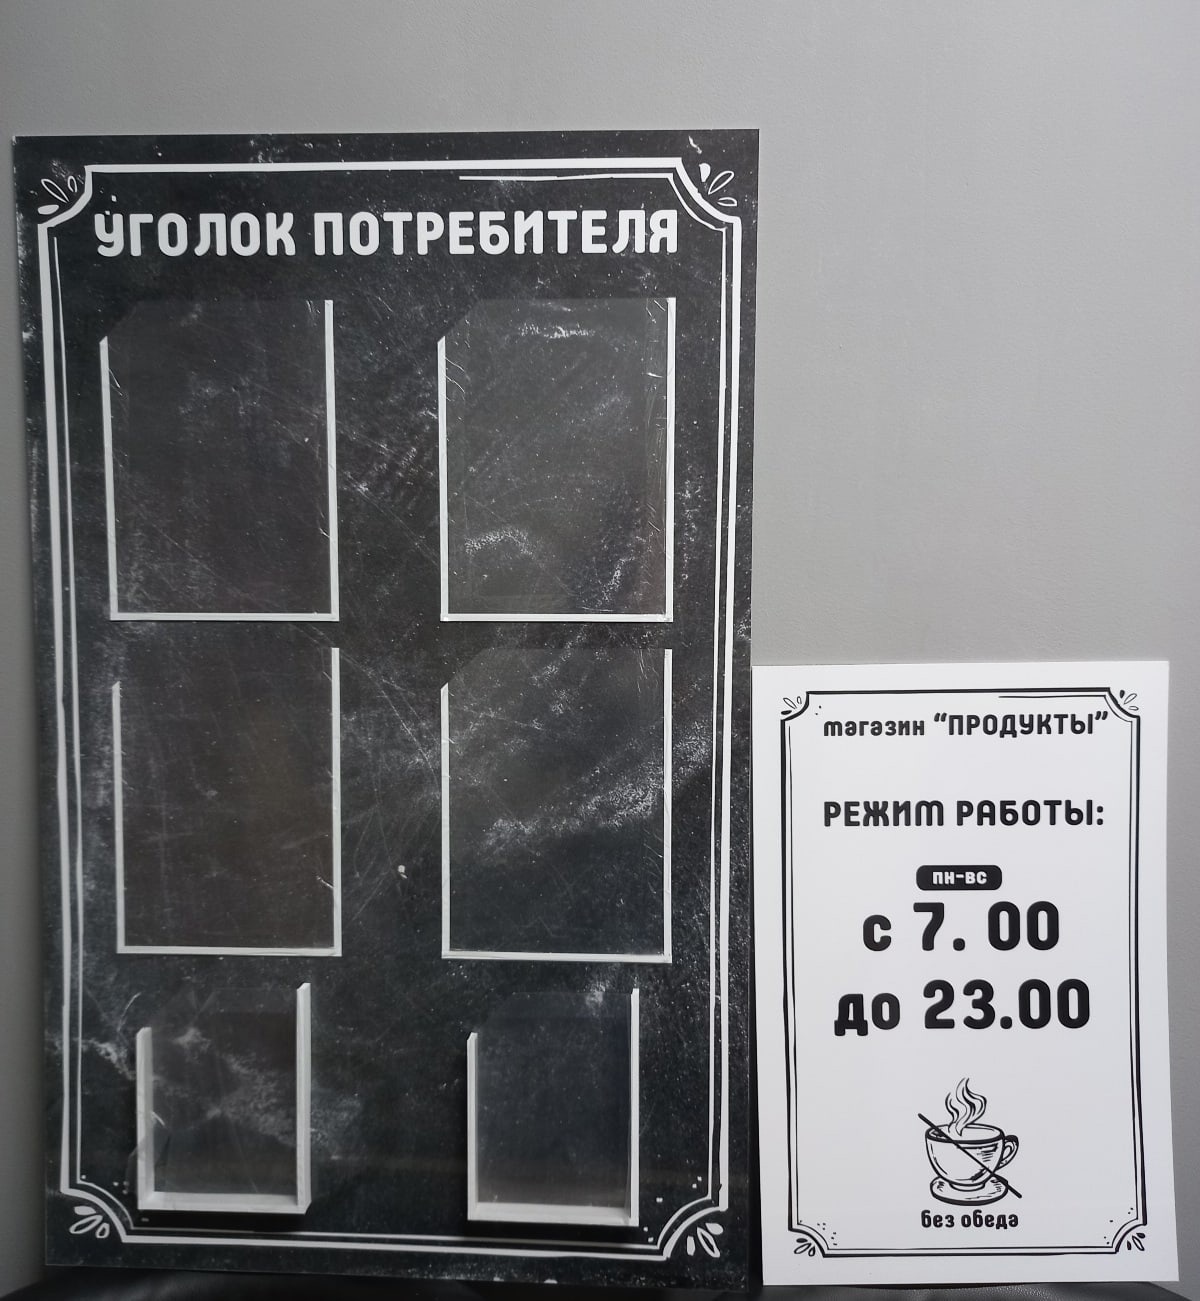 УГОЛОК ПОТРЕБИТЕЛЯ
магазин “ПРОДУКТЫ”
РЕЖИМ РАБОТЫ:
пн-вс
с 7. 00
до 23.00
без обеда